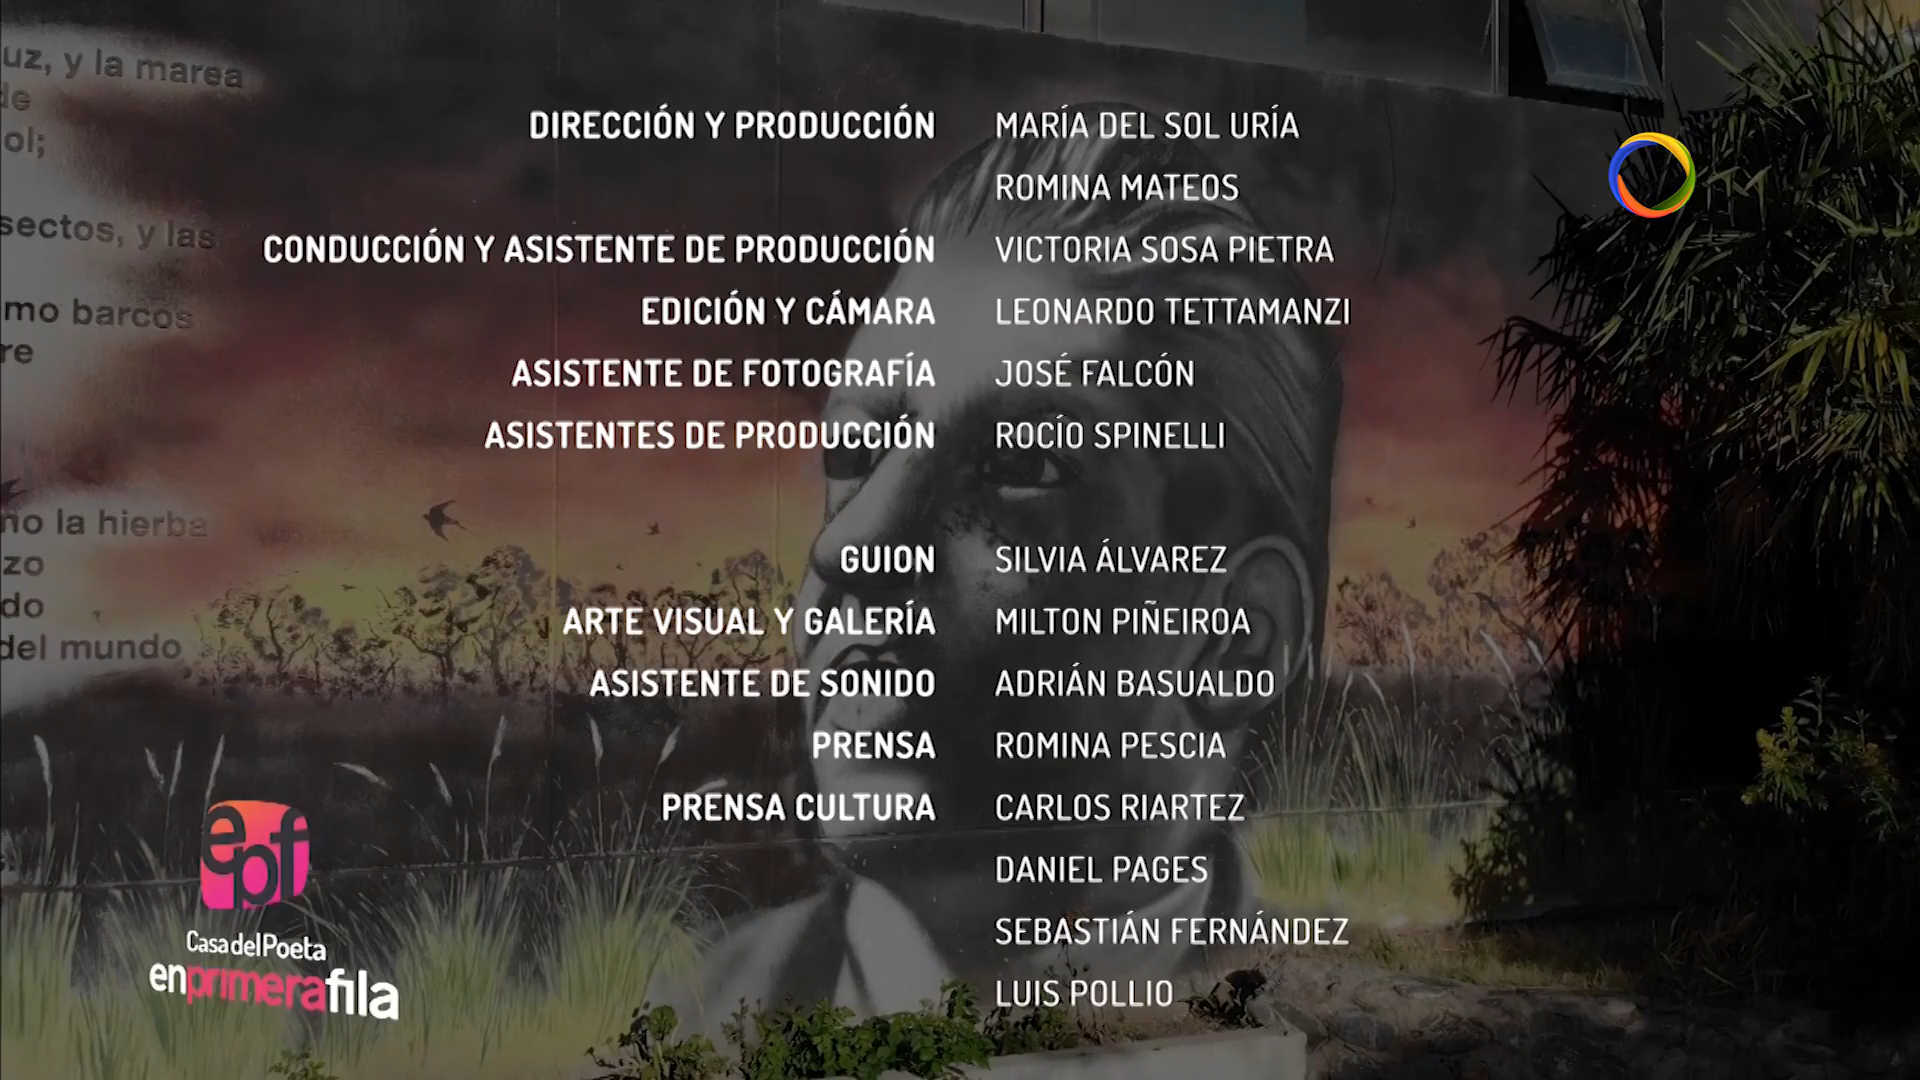 uz, y la marea
de
ol;
sectos, y las
mo barcos
re
no la hierba
zo
do
del mundo
DIRECCIÓN Y PRODUCCIÓN MARÍA DEL SOL URÍA
ROMINA MATEOS
CONDUCCIÓN Y ASISTENTE DE PRODUCCIÓN VICTORIA SOSA PIETRA
EDICIÓN Y CÁMARA LEONARDO TETTAMANZI
ASISTENTE DE FOTOGRAFÍA JOSÉ FALCÓN
ASISTENTES DE PRODUCCIÓN ROCÍO SPINELLI
GUION SILVIA ÁLVAREZ
ARTE VISUAL Y GALERÍA MILTON PIÑEIROA
ASISTENTE DE SONIDO ADRIÁN BASUALDO
PRENSA ROMINA PESCIA
PRENSA CULTURA CARLOS RIARTEZ
DANIEL PAGES
SEBASTIÁN FERNÁNDEZ
LUIS POLLIO
epf
Casa del Poeta
enprimerafila